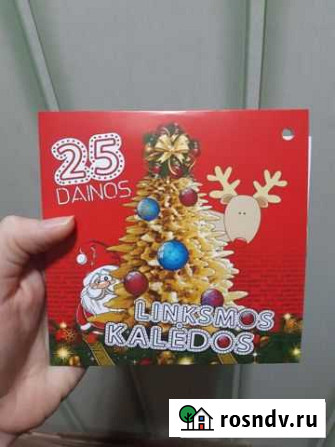 25
DAINOS
LINKSMOS
KALĖDOS
rosndv.ru